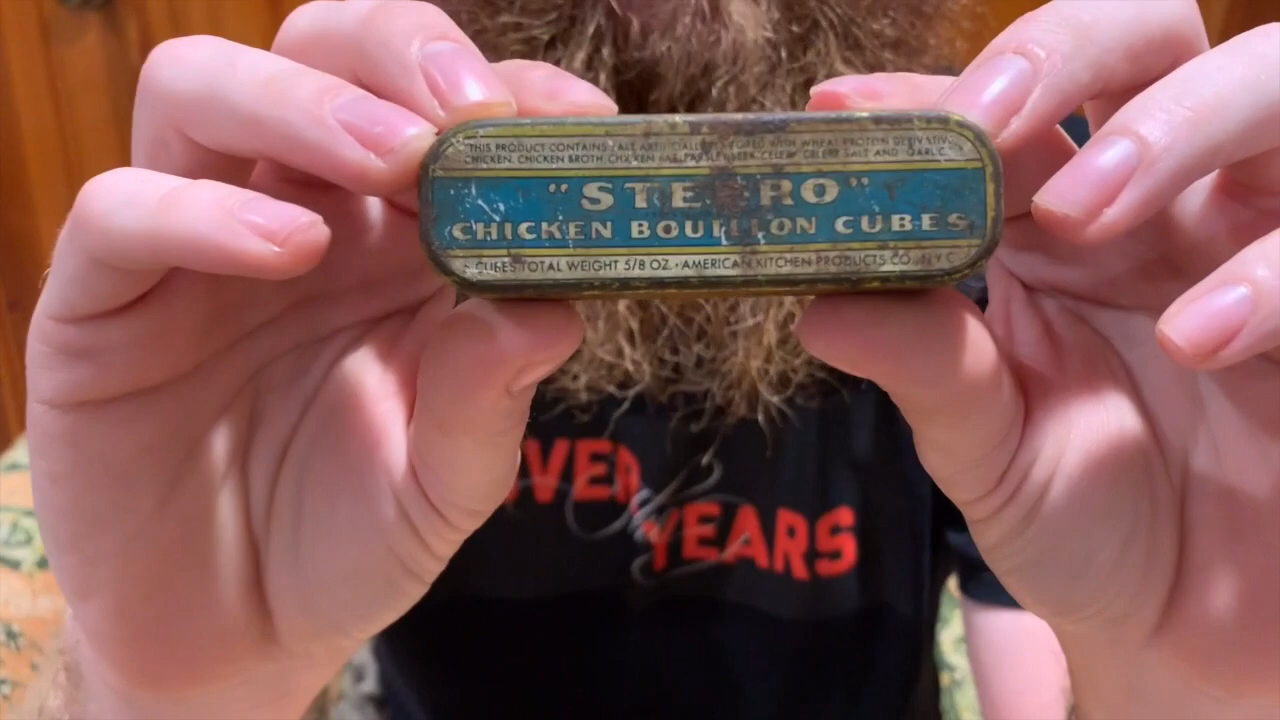 THIS PRODUCT CONTAINS SALT ARTIFICIALLY FLAVORED WITH WHEAT PROTEIN DERIVATIVE,
CHICKEN, CHICKEN BROTH, CHICKEN FAT, PARSLEY, LEEK, CELERY, CELERY SALT AND GARLIC
"STEERO"
CHICKEN BOUILLON CUBES
CUBES TOTAL WEIGHT 5/8 OZ. · AMERICAN KITCHEN PRODUCTS CO. N.Y.C.
YEARS